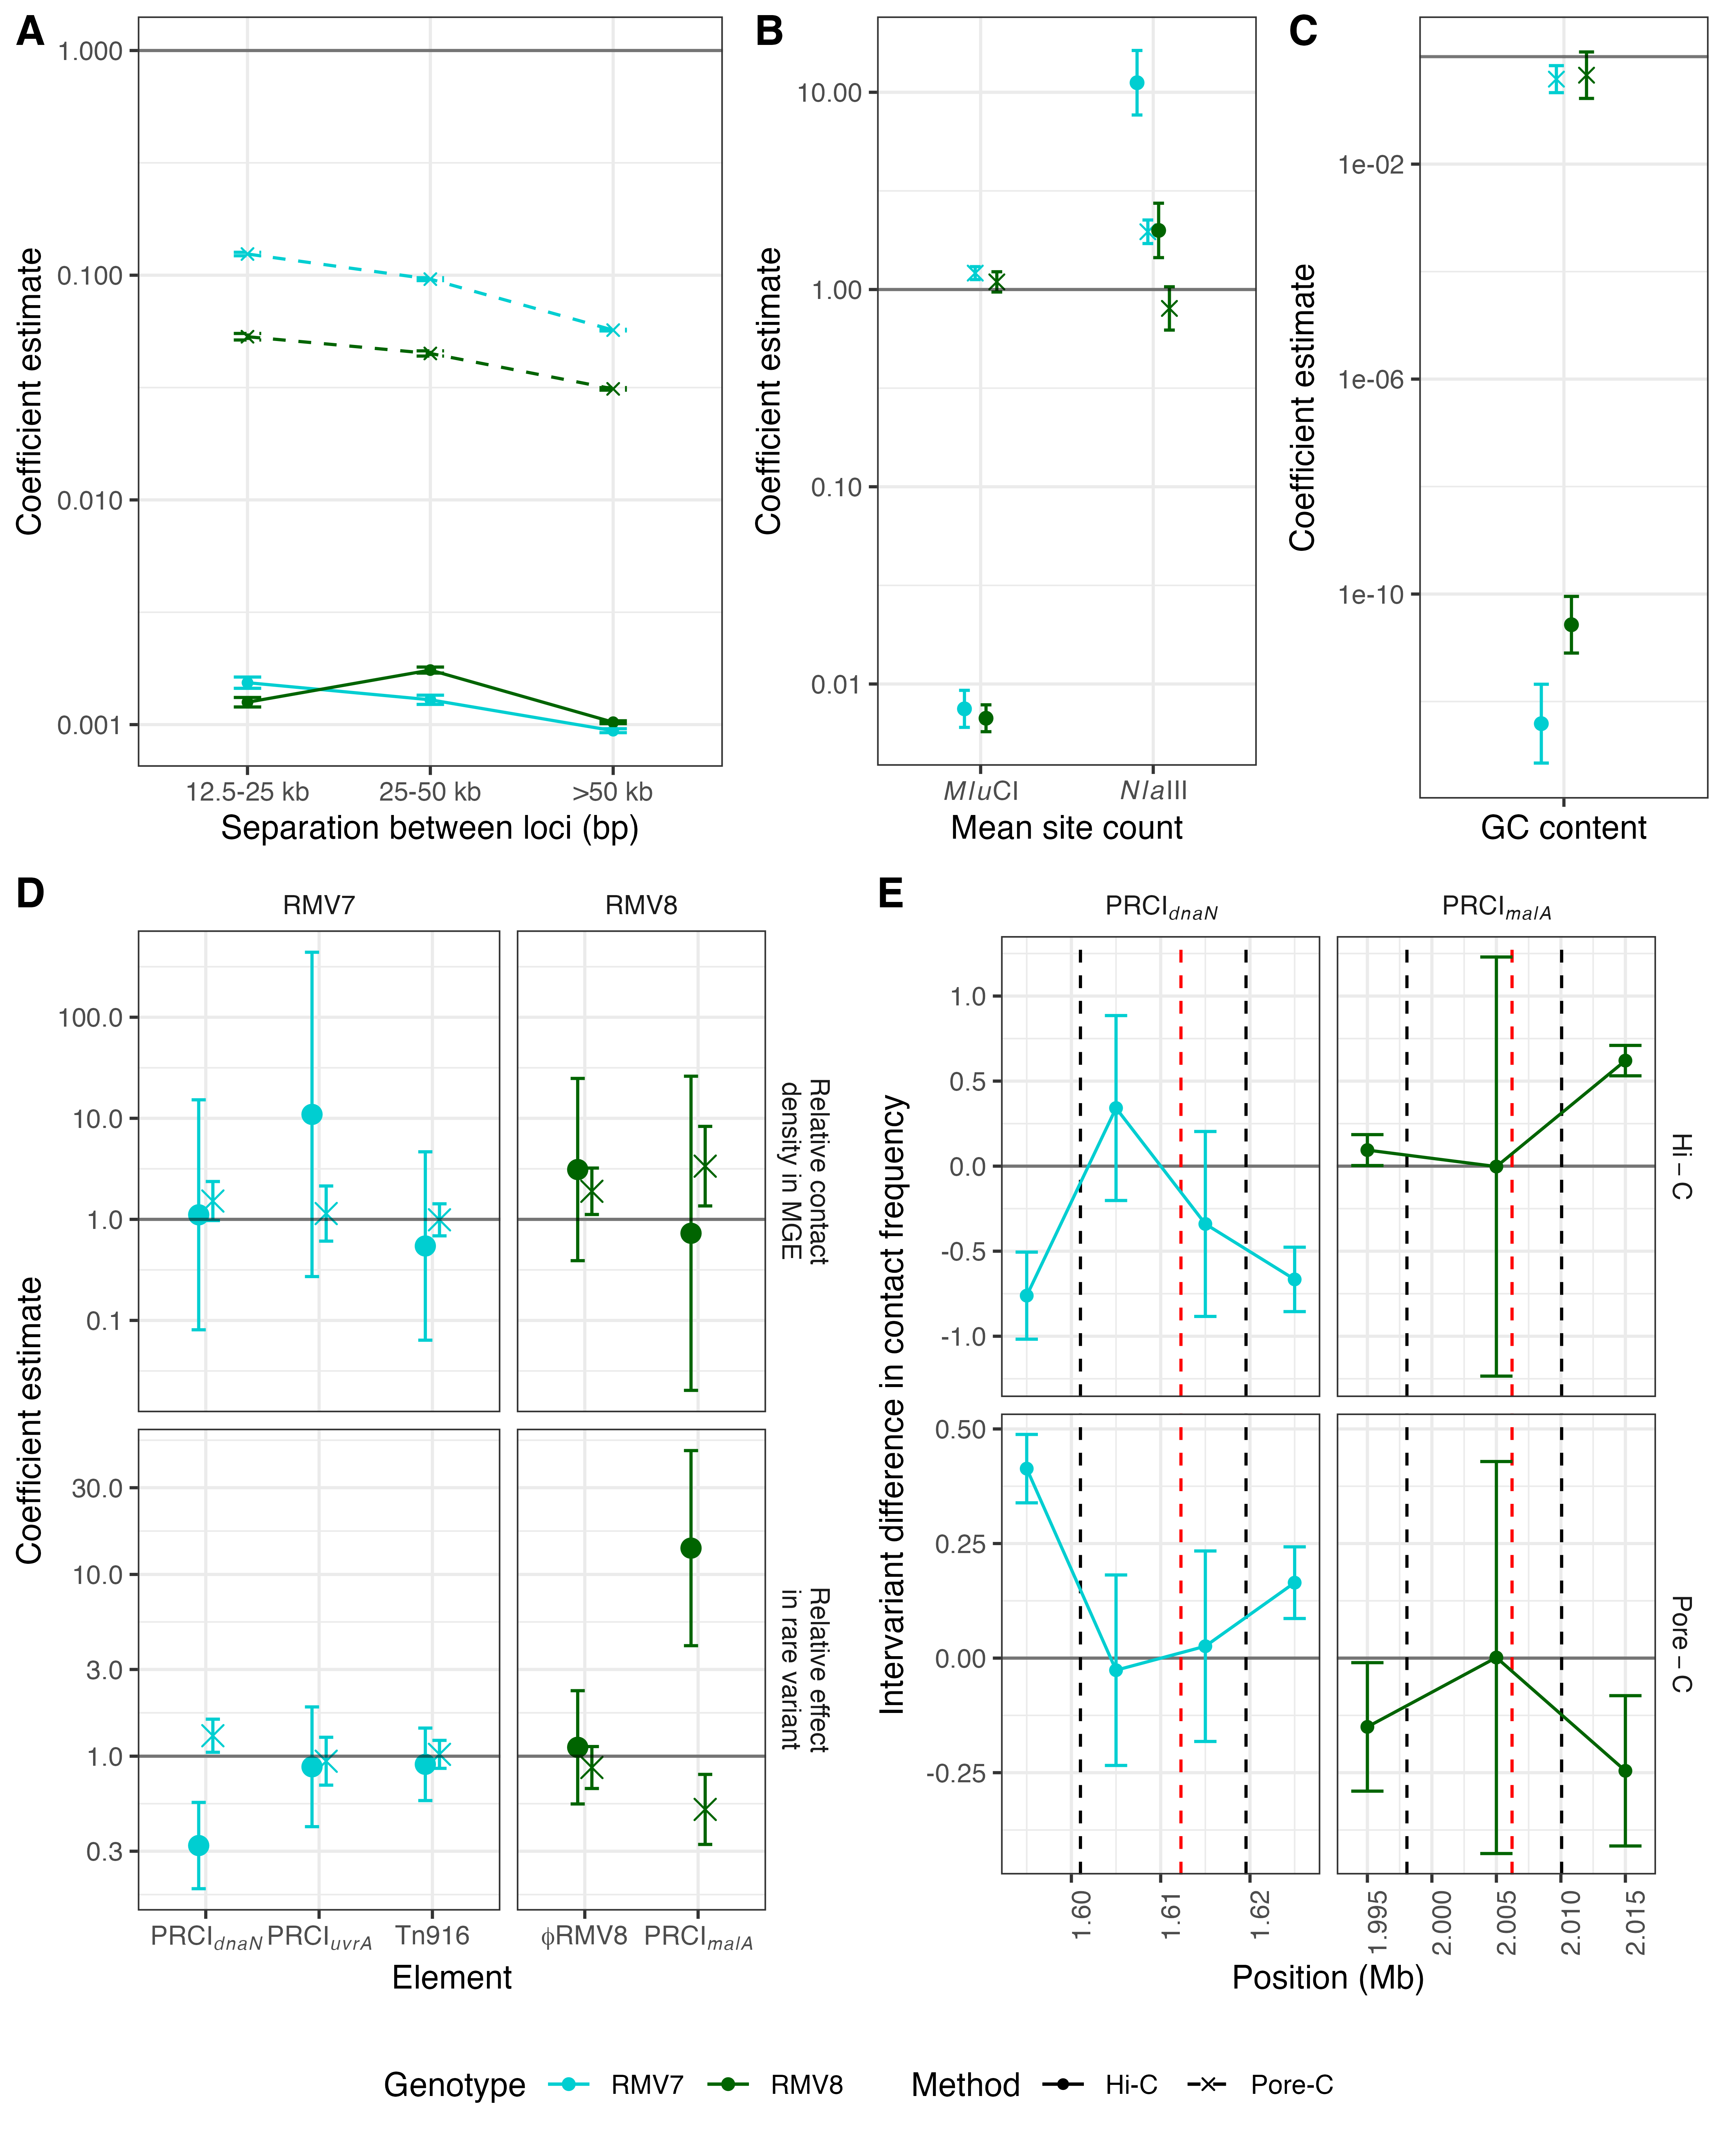 A
Coefficient estimate
1.000
0.100
0.010
0.001
12.5-25 kb
25-50 kb
>50 kb
Separation between loci (bp)
B
Coefficient estimate
10.00
1.00
0.10
0.01
MluCI
NlaIII
Mean site count
C
Coefficient estimate
1e-02
1e-06
1e-10
GC content
D
RMV7
RMV8
Coefficient estimate
100.0
10.0
1.0
0.1
Relative contact
density in MGE
30.0
10.0
3.0
1.0
0.3
Relative effect
in rare variant
PRCIdnaN
PRCIuvrA
Tn916
ϕRMV8
PRCImalA
Element
E
PRCIdnaN
PRCImalA
Intervariant difference in contact frequency
1.0
0.5
0.0
-0.5
-1.0
Hi−C
0.50
0.25
0.00
-0.25
Pore−C
1.60
1.61
1.62
1.995
2.000
2.005
2.010
2.015
Position (Mb)
Genotype RMV7 RMV8 Method Hi-C Pore-C